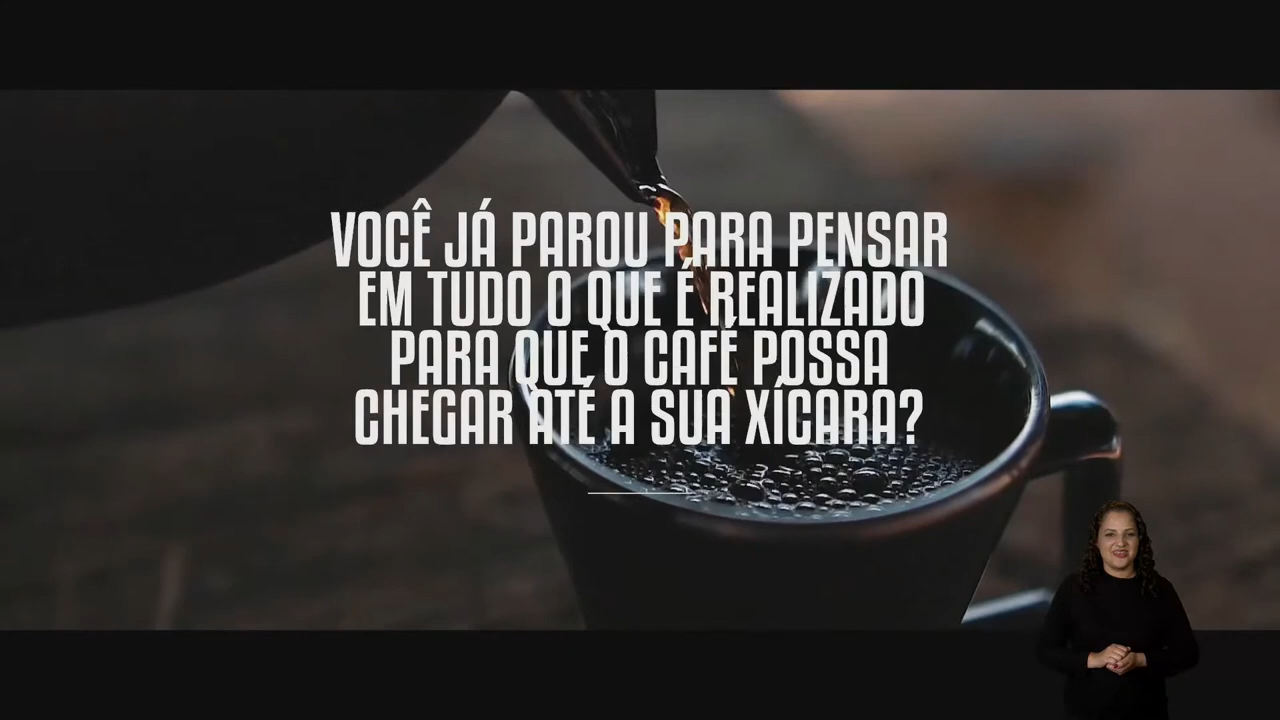 VOCÊ JÁ PAROU PARA PENSAR
EM TUDO O QUE É REALIZADO
PARA QUE O CAFÉ POSSA
CHEGAR ATÉ A SUA XÍCARA?